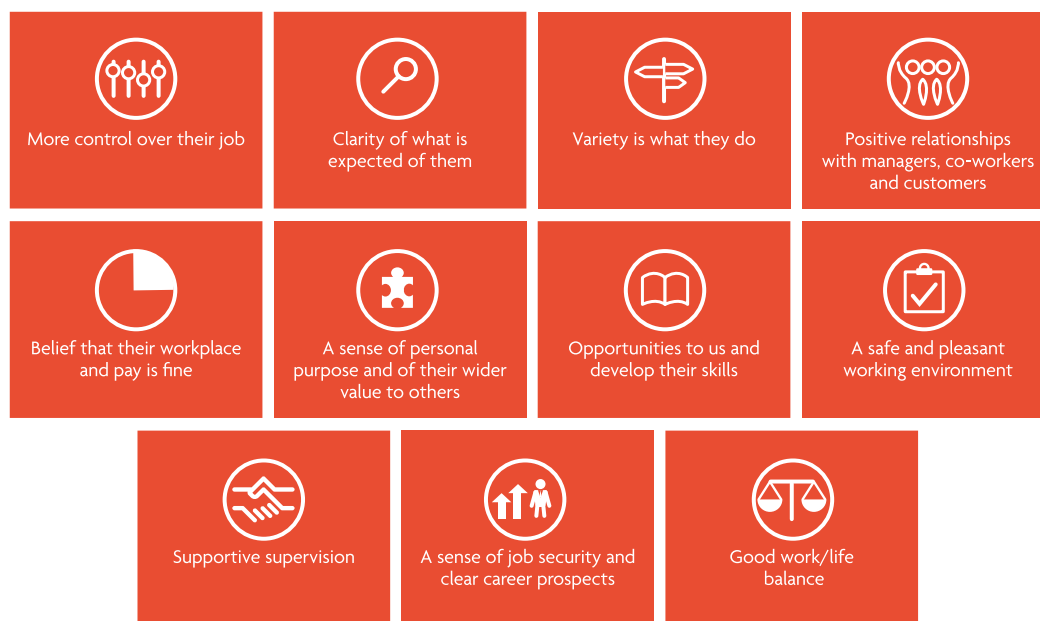 More control over their job
Clarity of what is
expected of them
Variety is what they do
Positive relationships
with managers, co-workers
and customers
Belief that their workplace
and pay is fine
A sense of personal
purpose and of their wider
value to others
Opportunities to us and
develop their skills
A safe and pleasant
working environment
Supportive supervision
A sense of job security and
clear career prospects
Good work/life
balance